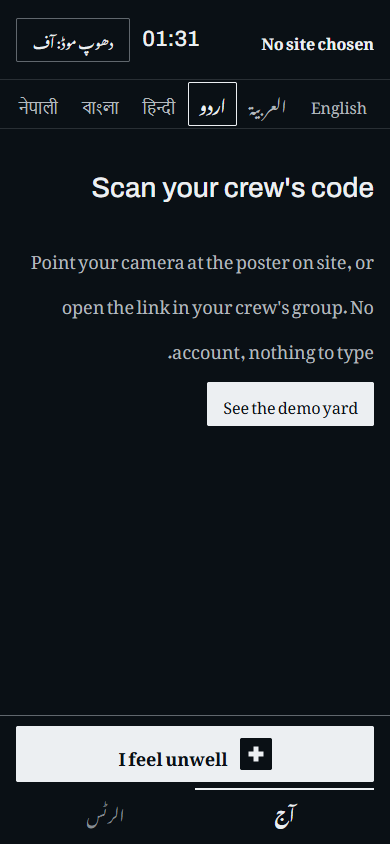 دھوپ موڈ: آف
01:31
No site chosen
नेपाली
বাংলা
हिन्दी
اردو
العربية
English
Scan your crew's code
Point your camera at the poster on site, or
open the link in your crew's group. No
account, nothing to type.
See the demo yard
I feel unwell
الرٹس
آج